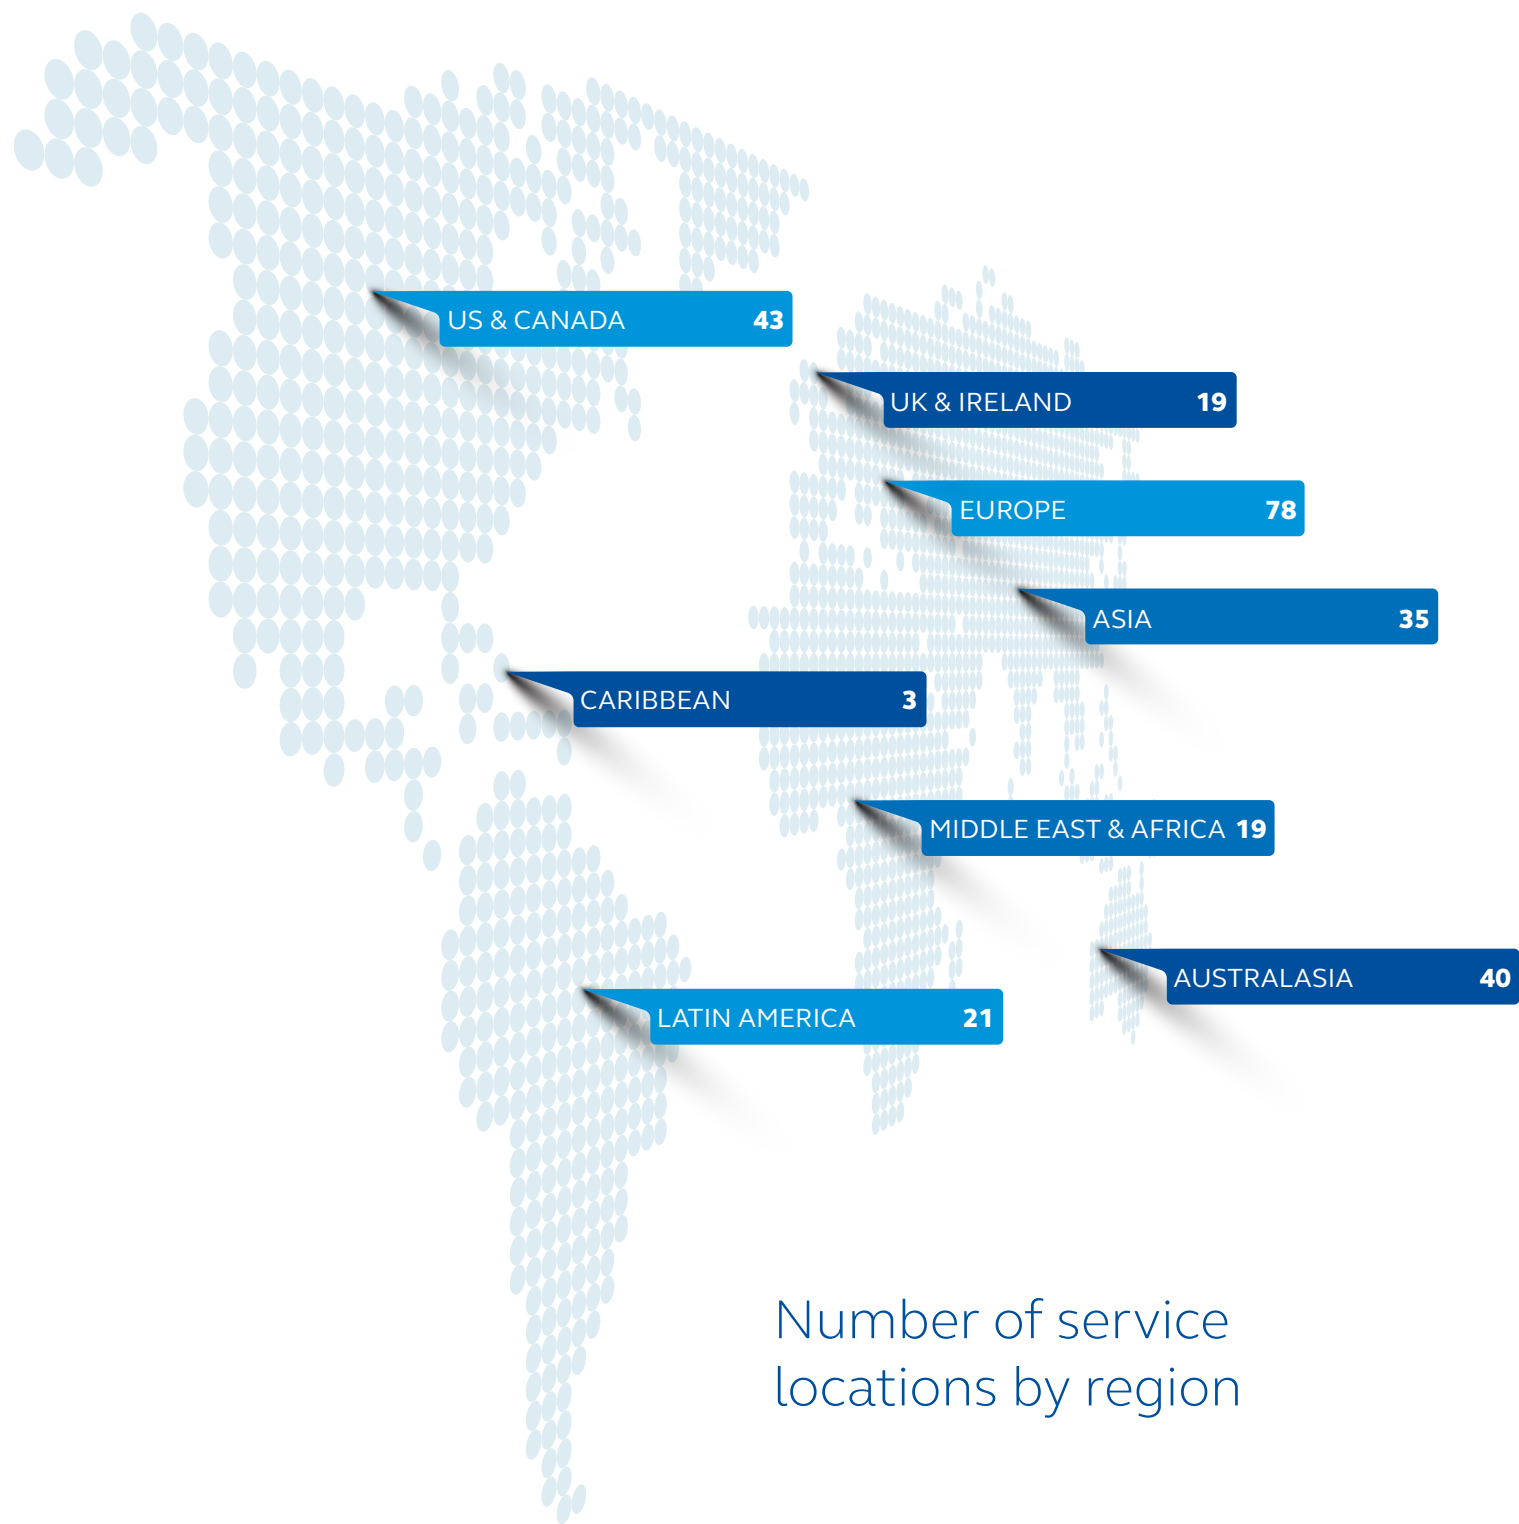 US & CANADA 43
UK & IRELAND 19
EUROPE 78
ASIA 35
CARIBBEAN 3
MIDDLE EAST & AFRICA 19
AUSTRALASIA 40
LATIN AMERICA 21
Number of service
locations by region